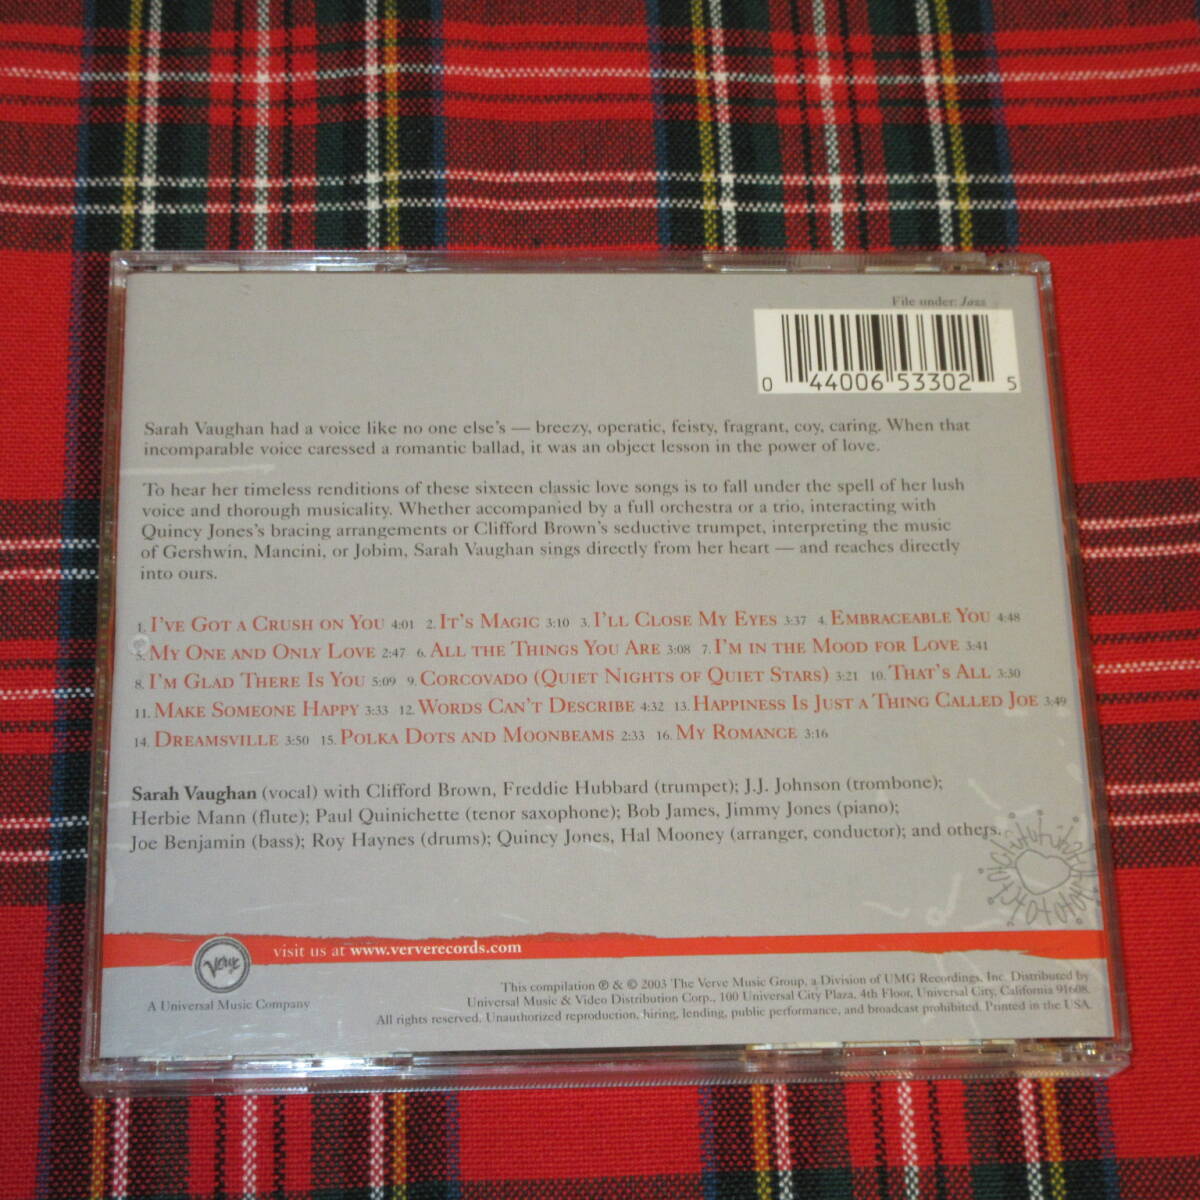 File under: Jazz
0 44006 53302 5
Sarah Vaughan had a voice like no one else's — breezy, operatic, feisty, fragrant, coy, caring. When that
incomparable voice caressed a romantic ballad, it was an object lesson in the power of love.
To hear her timeless renditions of these sixteen classic love songs is to fall under the spell of her lush
voice and thorough musicality. Whether accompanied by a full orchestra or a trio, interacting with
Quincy Jones's bracing arrangements or Clifford Brown's seductive trumpet, interpreting the music
of Gershwin, Mancini, or Jobim, Sarah Vaughan sings directly from her heart — and reaches directly
into ours.
1. I've Got a Crush on You 4:01 2. It's Magic 3:10 3. I'll Close My Eyes 3:37 4. Embraceable You 4:48
5. My One and Only Love 2:47 6. All the Things You Are 3:08 7. I'm in the Mood for Love 3:41
8. I'm Glad There Is You 5:09 9. Corcovado (Quiet Nights of Quiet Stars) 3:21 10. That's All 3:30
11. Make Someone Happy 3:33 12. Words Can't Describe 4:32 13. Happiness Is Just a Thing Called Joe 3:49
14. Dreamsville 3:50 15. Polka Dots and Moonbeams 2:33 16. My Romance 3:16
Sarah Vaughan (vocal) with Clifford Brown, Freddie Hubbard (trumpet); J.J. Johnson (trombone);
Herbie Mann (flute); Paul Quinichette (tenor saxophone); Bob James, Jimmy Jones (piano);
Joe Benjamin (bass); Roy Haynes (drums); Quincy Jones, Hal Mooney (arranger, conductor); and others.
visit us at www.ververecords.com
Verve
A Universal Music Company
This compilation ℗ & © 2003 The Verve Music Group, a Division of UMG Recordings, Inc. Distributed by
Universal Music & Video Distribution Corp., 100 Universal City Plaza, 4th Floor, Universal City, California 91608.
All rights reserved. Unauthorized reproduction, hiring, lending, public performance, and broadcast prohibited. Printed in the USA.